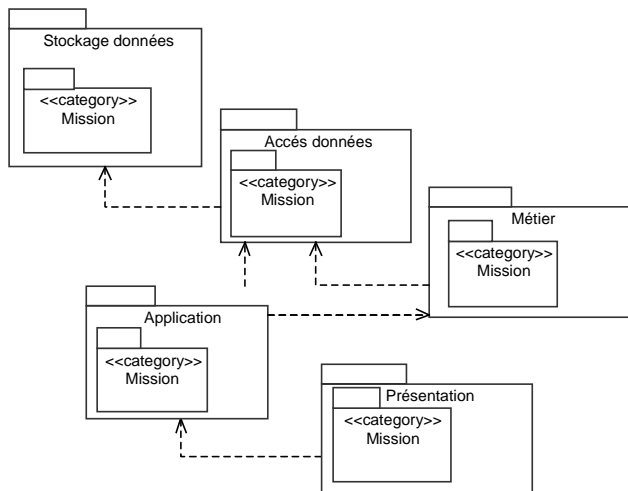 Stockage données
<<category>>
Mission
Accés données
<<category>>
Mission
Métier
<<category>>
Mission
Application
<<category>>
Mission
Présentation
<<category>>
Mission